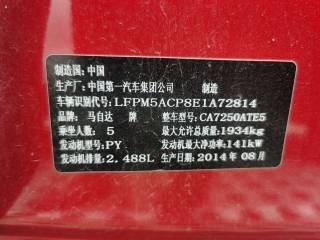 制造国:中国
生产厂:中国第一汽车集团公司 制造
车辆识别代号:LFPM5ACP8E1A72814
品牌:马自达 牌 整车型号:CA7250ATE5
乘坐人数:5 最大允许总质量:1934kg
发动机型号:PY 发动机最大净功率:141kW
发动机排量:2.488L 生产日期:2014年08月